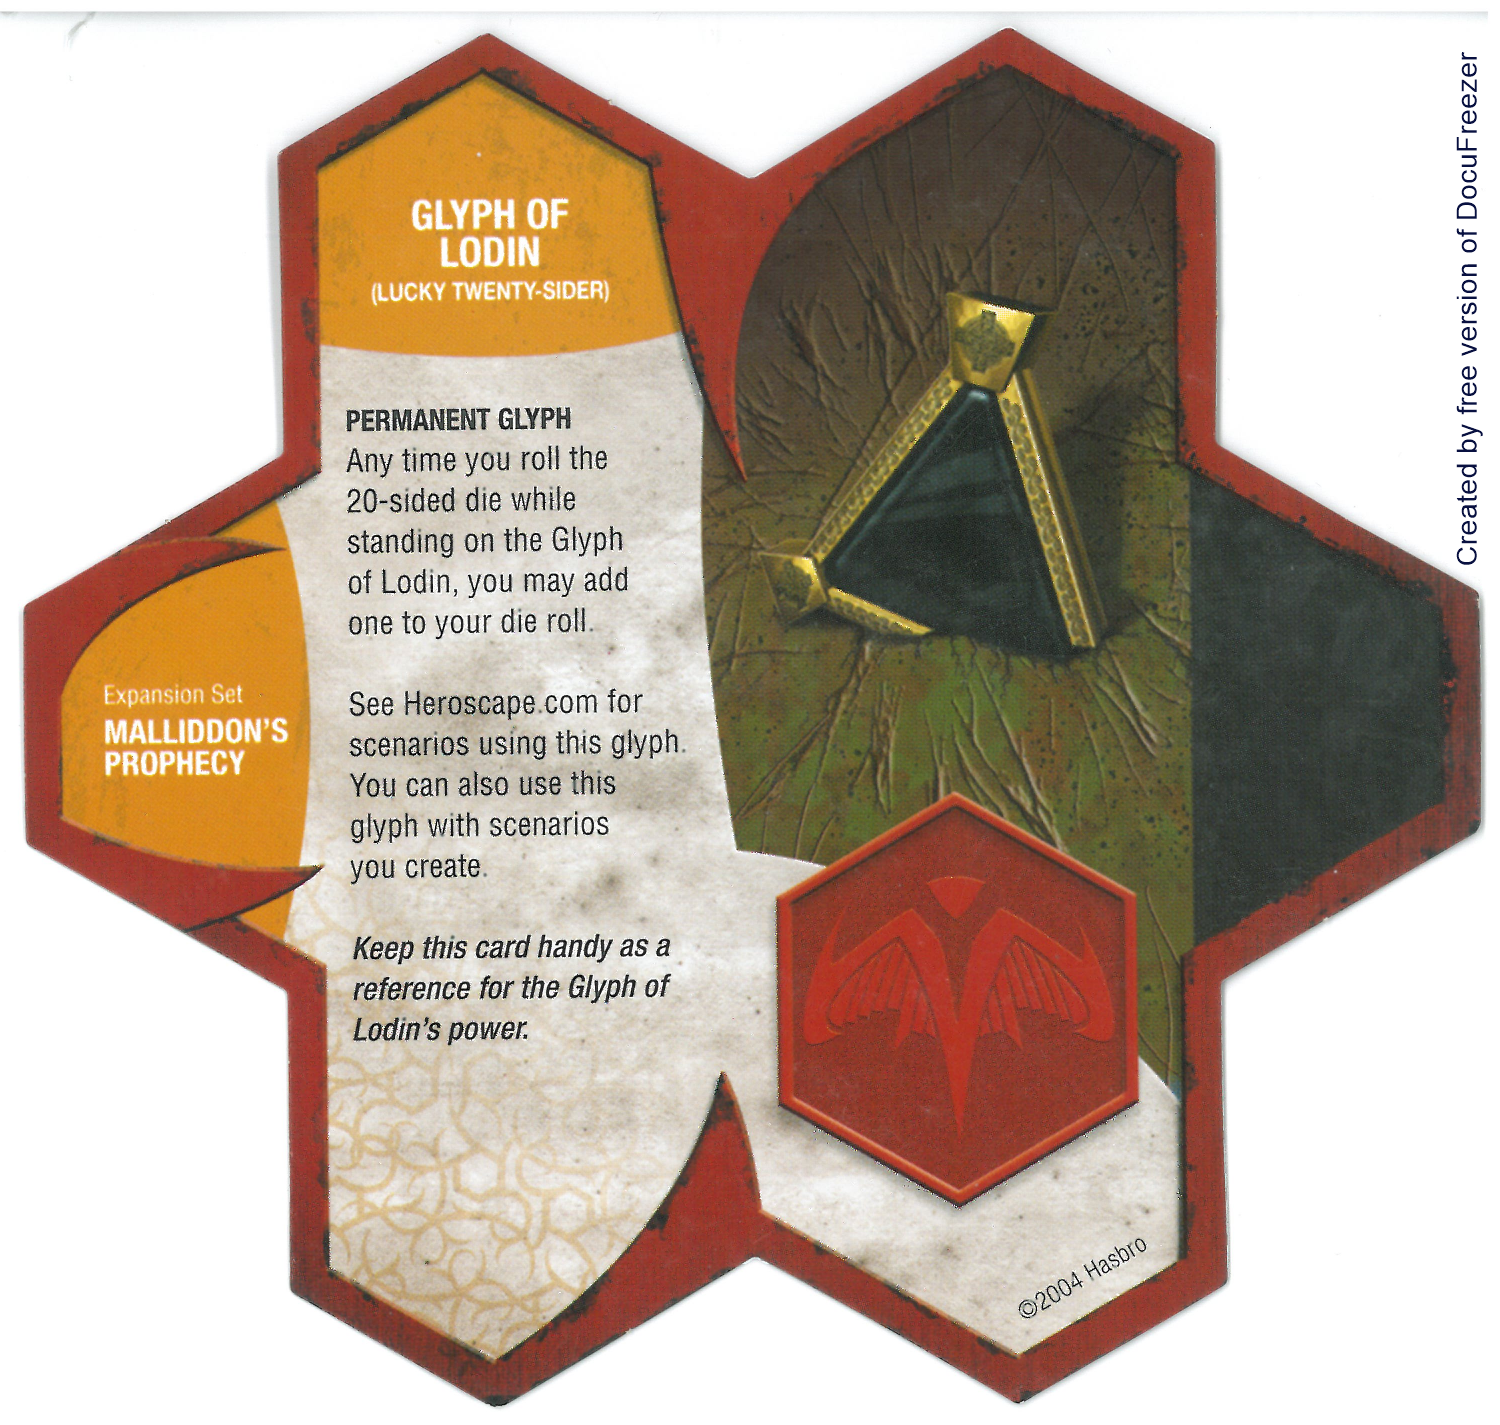 GLYPH OF
LODIN
(LUCKY TWENTY-SIDER)
PERMANENT GLYPH
Any time you roll the
20-sided die while
standing on the Glyph
of Lodin, you may add
one to your die roll.
See Heroscape.com for
scenarios using this glyph.
You can also use this
glyph with scenarios
you create.
Keep this card handy as a
reference for the Glyph of
Lodin's power.
Expansion Set
MALLIDDON'S
PROPHECY
©2004 Hasbro
Created by free version of DocuFreezer